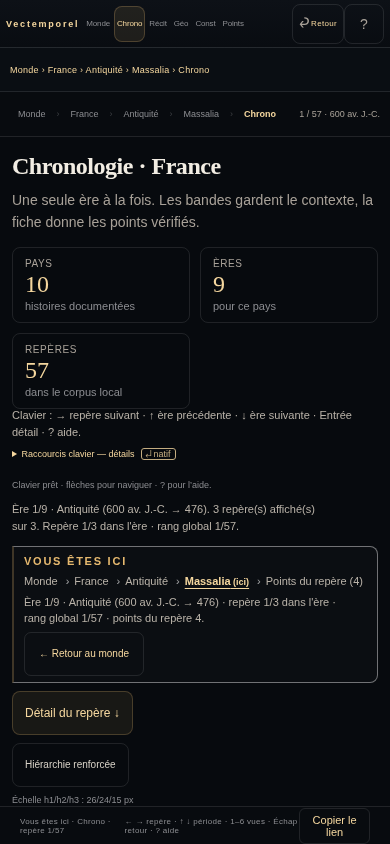 Vectemporel Monde Chrono Récit Géo Const Points Retour ?
Monde › France › Antiquité › Massalia › Chrono
Monde › France › Antiquité › Massalia › Chrono 1 / 57 · 600 av. J.-C.
Chronologie · France
Une seule ère à la fois. Les bandes gardent le contexte, la
fiche donne les points vérifiés.
PAYS
10
histoires documentées
ÈRES
9
pour ce pays
REPÈRES
57
dans le corpus local
Clavier : → repère suivant · ↑ ère précédente · ↓ ère suivante · Entrée
détail · ? aide.
▶ Raccourcis clavier — détails ⏎ natif
Clavier prêt · flèches pour naviguer · ? pour l'aide.
Ère 1/9 · Antiquité (600 av. J.-C. → 476). 3 repère(s) affiché(s)
sur 3. Repère 1/3 dans l'ère · rang global 1/57.
VOUS ÊTES ICI
Monde › France › Antiquité › Massalia (ici) › Points du repère (4)
Ère 1/9 · Antiquité (600 av. J.-C. → 476) · repère 1/3 dans l'ère ·
rang global 1/57 · points du repère 4.
← Retour au monde
Détail du repère ↓
Hiérarchie renforcée
Échelle h1/h2/h3 : 26/24/15 px
Vous êtes ici · Chrono ·
repère 1/57
← → repère · ↑ ↓ période · 1–6 vues · Échap
retour · ? aide
Copier le
lien